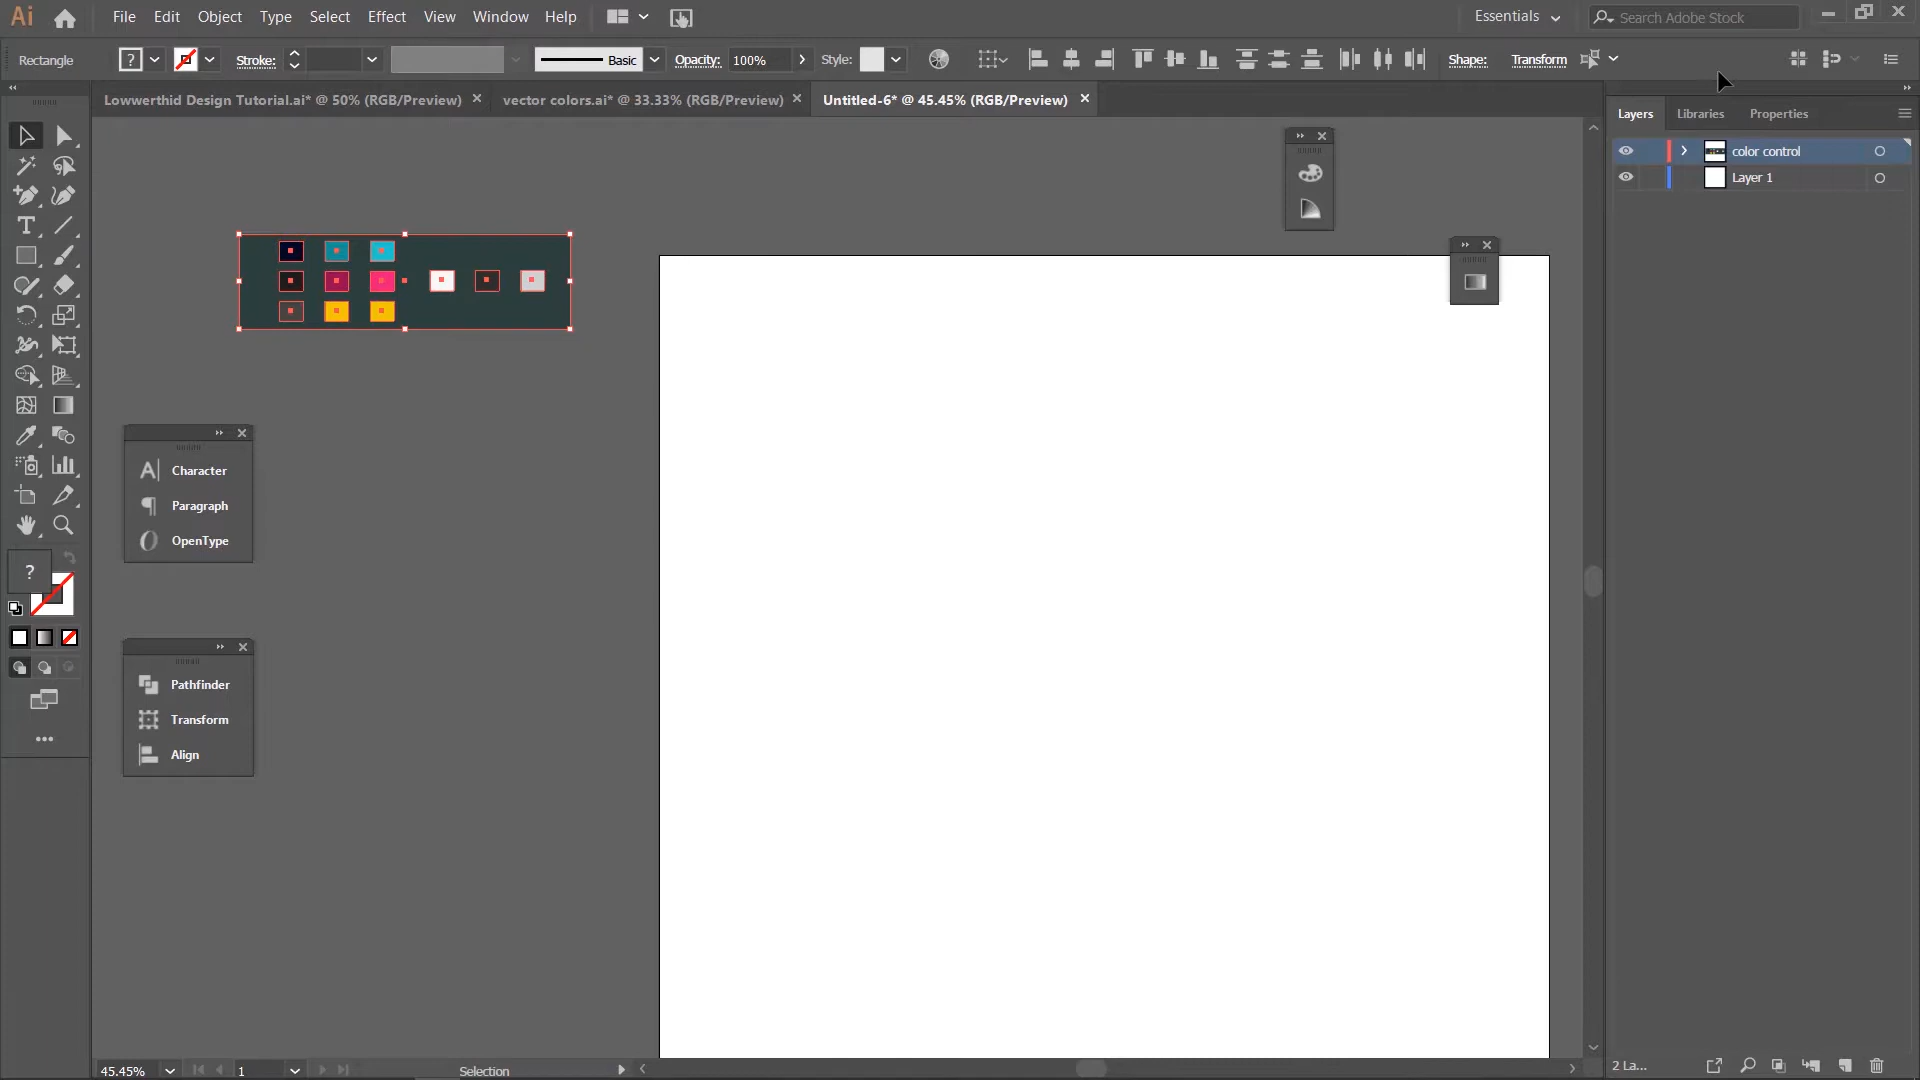 Ai File Edit Object Type Select Effect View Window Help Essentials Search Adobe Stock
Rectangle ? Stroke: Basic Opacity: 100% Style: Shape: Transform
Lowwerthid Design Tutorial.ai* @ 50% (RGB/Preview) vector colors.ai* @ 33.33% (RGB/Preview) Untitled-6* @ 45.45% (RGB/Preview)
Layers Libraries Properties
color control
Layer 1
Character
Paragraph
OpenType
?
Pathfinder
Transform
Align
45.45% 1 Selection
2 La...